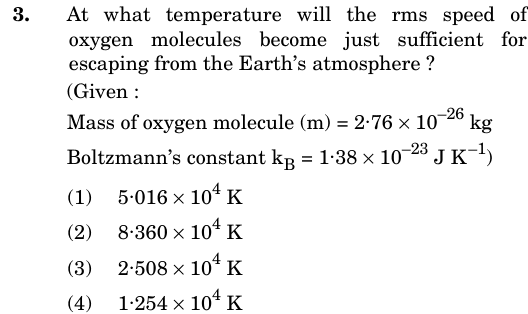 3. At what temperature will the rms speed of
oxygen molecules become just sufficient for
escaping from the Earth's atmosphere ?
(Given :
Mass of oxygen molecule (m) = 2·76 × 10⁻²⁶ kg
Boltzmann's constant k_B = 1·38 × 10⁻²³ J K⁻¹)
(1) 5·016 × 10⁴ K
(2) 8·360 × 10⁴ K
(3) 2·508 × 10⁴ K
(4) 1·254 × 10⁴ K